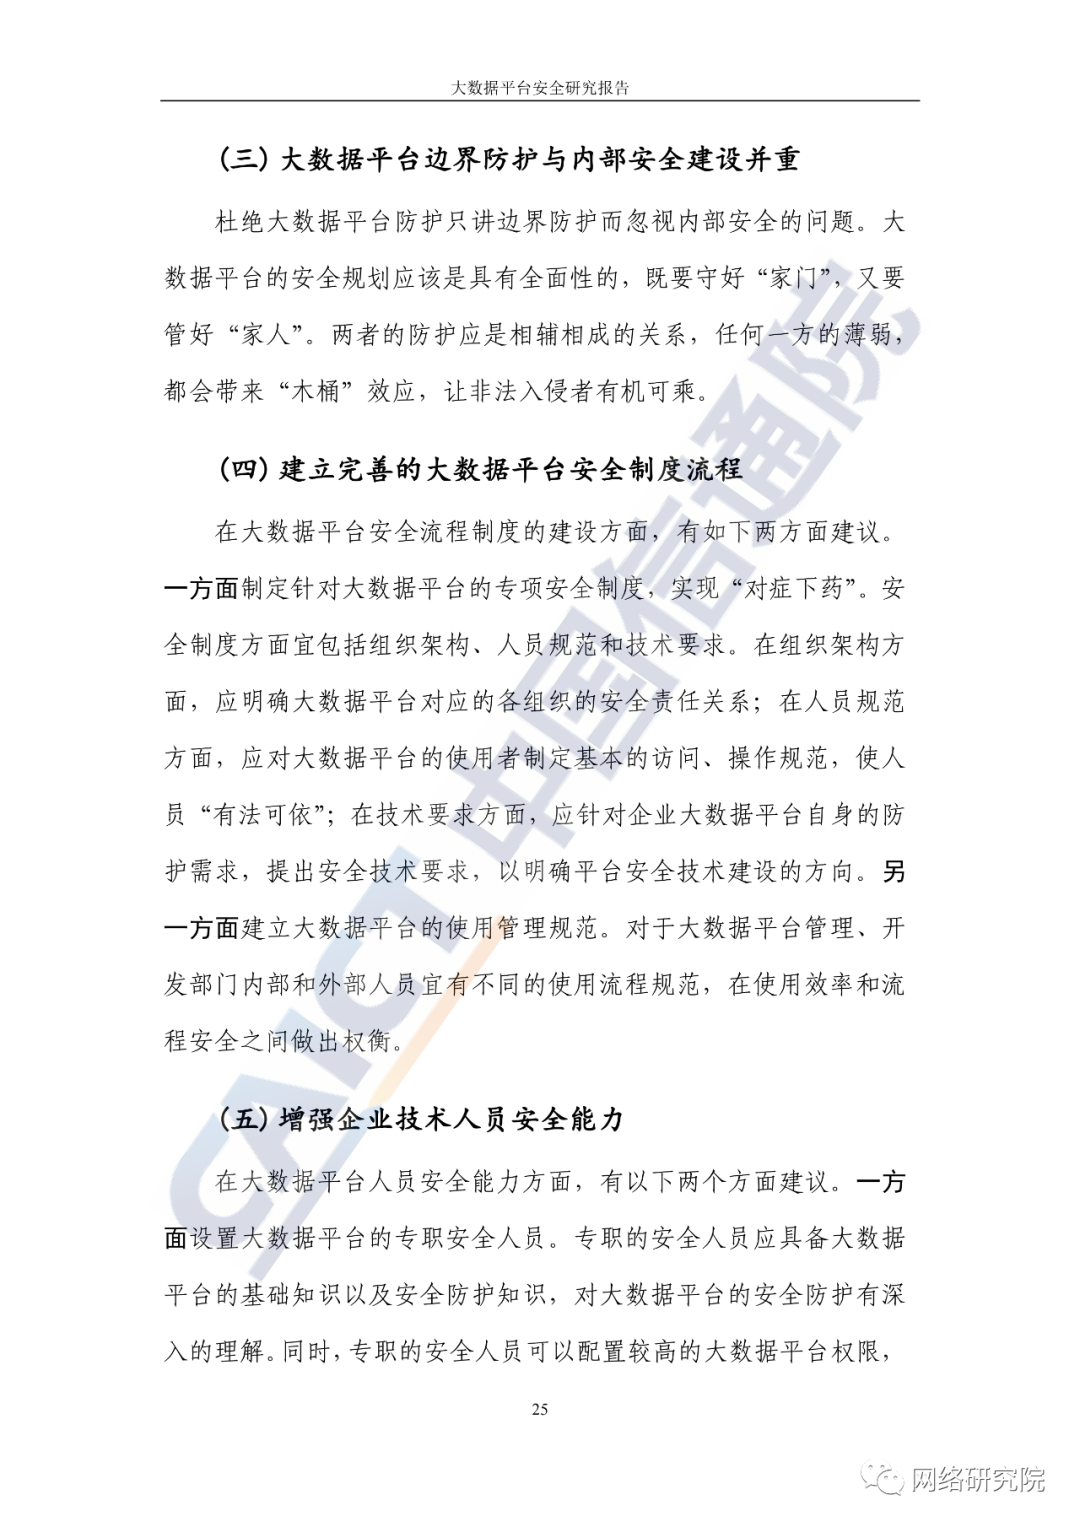 大数据平台安全研究报告
(三) 大数据平台边界防护与内部安全建设并重
杜绝大数据平台防护只讲边界防护而忽视内部安全的问题。大
数据平台的安全规划应该是具有全面性的，既要守好“家门”，又要
管好“家人”。两者的防护应是相辅相成的关系，任何一方的薄弱，
都会带来“木桶”效应，让非法入侵者有机可乘。
(四) 建立完善的大数据平台安全制度流程
在大数据平台安全流程制度的建设方面，有如下两方面建议。
一方面制定针对大数据平台的专项安全制度，实现“对症下药”。安
全制度方面宜包括组织架构、人员规范和技术要求。在组织架构方
面，应明确大数据平台对应的各组织的安全责任关系；在人员规范
方面，应对大数据平台的使用者制定基本的访问、操作规范，使人
员“有法可依”；在技术要求方面，应针对企业大数据平台自身的防
护需求，提出安全技术要求，以明确平台安全技术建设的方向。另
一方面建立大数据平台的使用管理规范。对于大数据平台管理、开
发部门内部和外部人员宜有不同的使用流程规范，在使用效率和流
程安全之间做出权衡。
(五) 增强企业技术人员安全能力
在大数据平台人员安全能力方面，有以下两个方面建议。一方
面设置大数据平台的专职安全人员。专职的安全人员应具备大数据
平台的基础知识以及安全防护知识，对大数据平台的安全防护有深
入的理解。同时，专职的安全人员可以配置较高的大数据平台权限，
25
CAICT 中国信通院
网络研究院